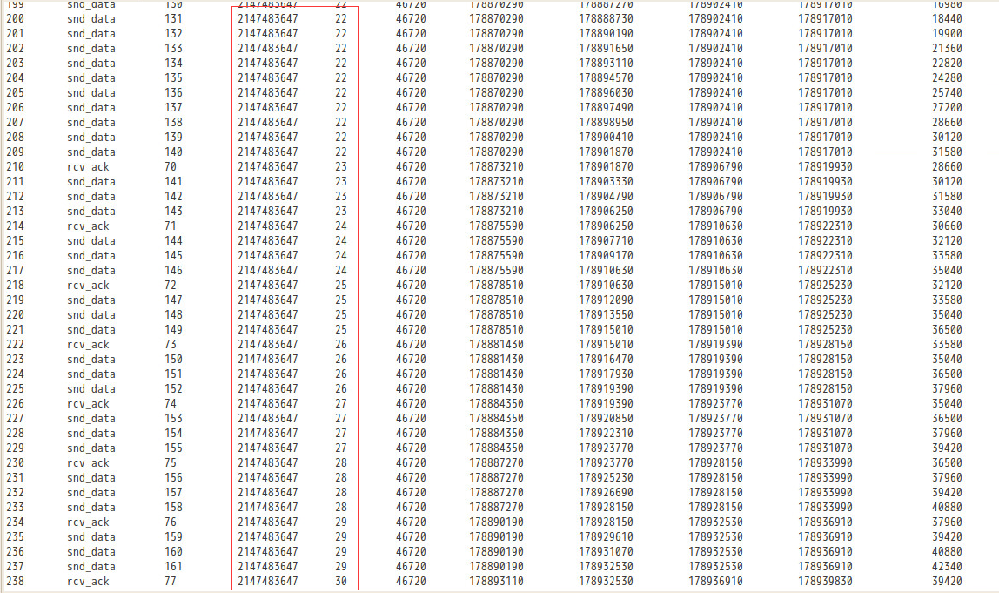 199 snd_data 130 2147483647 22 46720 178870290 178887270 178902410 178917010 16980
200 snd_data 131 2147483647 22 46720 178870290 178888730 178902410 178917010 18440
201 snd_data 132 2147483647 22 46720 178870290 178890190 178902410 178917010 19900
202 snd_data 133 2147483647 22 46720 178870290 178891650 178902410 178917010 21360
203 snd_data 134 2147483647 22 46720 178870290 178893110 178902410 178917010 22820
204 snd_data 135 2147483647 22 46720 178870290 178894570 178902410 178917010 24280
205 snd_data 136 2147483647 22 46720 178870290 178896030 178902410 178917010 25740
206 snd_data 137 2147483647 22 46720 178870290 178897490 178902410 178917010 27200
207 snd_data 138 2147483647 22 46720 178870290 178898950 178902410 178917010 28660
208 snd_data 139 2147483647 22 46720 178870290 178900410 178902410 178917010 30120
209 snd_data 140 2147483647 22 46720 178870290 178901870 178902410 178917010 31580
210 rcv_ack 70 2147483647 23 46720 178873210 178901870 178906790 178919930 28660
211 snd_data 141 2147483647 23 46720 178873210 178903330 178906790 178919930 30120
212 snd_data 142 2147483647 23 46720 178873210 178904790 178906790 178919930 31580
213 snd_data 143 2147483647 23 46720 178873210 178906250 178906790 178919930 33040
214 rcv_ack 71 2147483647 24 46720 178875590 178906250 178910630 178922310 30660
215 snd_data 144 2147483647 24 46720 178875590 178907710 178910630 178922310 32120
216 snd_data 145 2147483647 24 46720 178875590 178909170 178910630 178922310 33580
217 snd_data 146 2147483647 24 46720 178875590 178910630 178910630 178922310 35040
218 rcv_ack 72 2147483647 25 46720 178878510 178910630 178915010 178925230 32120
219 snd_data 147 2147483647 25 46720 178878510 178912090 178915010 178925230 33580
220 snd_data 148 2147483647 25 46720 178878510 178913550 178915010 178925230 35040
221 snd_data 149 2147483647 25 46720 178878510 178915010 178915010 178925230 36500
222 rcv_ack 73 2147483647 26 46720 178881430 178915010 178919390 178928150 33580
223 snd_data 150 2147483647 26 46720 178881430 178916470 178919390 178928150 35040
224 snd_data 151 2147483647 26 46720 178881430 178917930 178919390 178928150 36500
225 snd_data 152 2147483647 26 46720 178881430 178919390 178919390 178928150 37960
226 rcv_ack 74 2147483647 27 46720 178884350 178919390 178923770 178931070 35040
227 snd_data 153 2147483647 27 46720 178884350 178920850 178923770 178931070 36500
228 snd_data 154 2147483647 27 46720 178884350 178922310 178923770 178931070 37960
229 snd_data 155 2147483647 27 46720 178884350 178923770 178923770 178931070 39420
230 rcv_ack 75 2147483647 28 46720 178887270 178923770 178928150 178933990 36500
231 snd_data 156 2147483647 28 46720 178887270 178925230 178928150 178933990 37960
232 snd_data 157 2147483647 28 46720 178887270 178926690 178928150 178933990 39420
233 snd_data 158 2147483647 28 46720 178887270 178928150 178928150 178933990 40880
234 rcv_ack 76 2147483647 29 46720 178890190 178928150 178932530 178936910 37960
235 snd_data 159 2147483647 29 46720 178890190 178929610 178932530 178936910 39420
236 snd_data 160 2147483647 29 46720 178890190 178931070 178932530 178936910 40880
237 snd_data 161 2147483647 29 46720 178890190 178932530 178932530 178936910 42340
238 rcv_ack 77 2147483647 30 46720 178893110 178932530 178936910 178939830 39420